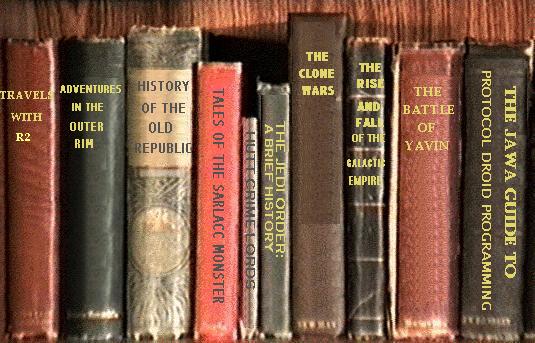 TRAVELS
WITH
R2
ADVENTURES
IN THE
OUTER
RIM
HISTORY
OF THE
OLD
REPUBLIC
TALES OF THE SARLACC MONSTER
HUTT CRIME LORDS
THE JEDI ORDER:
A BRIEF HISTORY
THE
CLONE
WARS
THE
RISE
AND
FALL
OF THE
GALACTIC
EMPIRE
THE
BATTLE
OF
YAVIN
THE JAWA GUIDE TO
PROTOCOL DROID PROGRAMMING